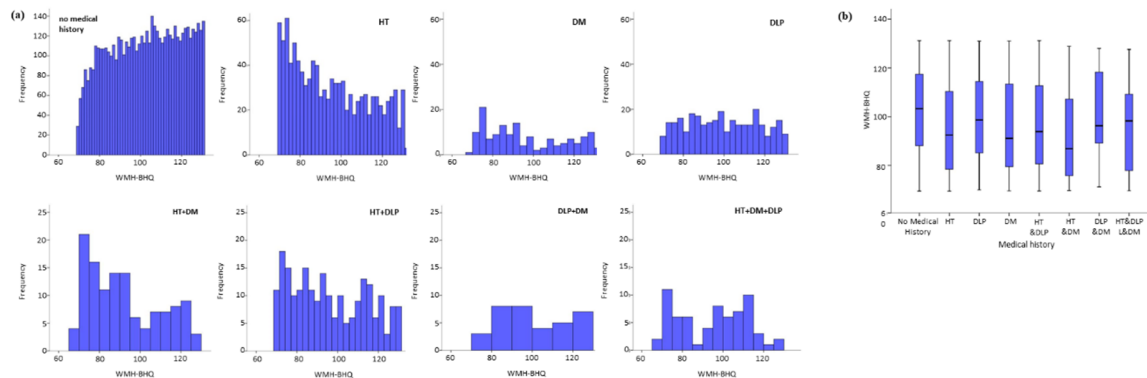 (a)
no medical
history
Frequency
140
120
100
80
60
40
20
0
60
80
100
120
WMH-BHQ
HT
Frequency
60
40
20
0
60
80
100
120
WMH-BHQ
DM
Frequency
60
40
20
0
60
80
100
120
WMH-BHQ
DLP
Frequency
60
40
20
0
60
80
100
120
WMH-BHQ
HT+DM
Frequency
25
20
15
10
5
0
60
80
100
120
WMH-BHQ
HT+DLP
Frequency
25
20
15
10
5
0
60
80
100
120
WMH-BHQ
DLP+DM
Frequency
25
20
15
10
5
0
60
80
100
120
WMH-BHQ
HT+DM+DLP
Frequency
25
20
15
10
5
0
60
80
100
120
WMH-BHQ
(b)
WMH-BHQ
140
120
100
80
6
0
No Medical
History
HT
DLP
DM
HT
&DLP
HT
&DM
DLP
&DM
HT&DLP
L&DM
Medical history